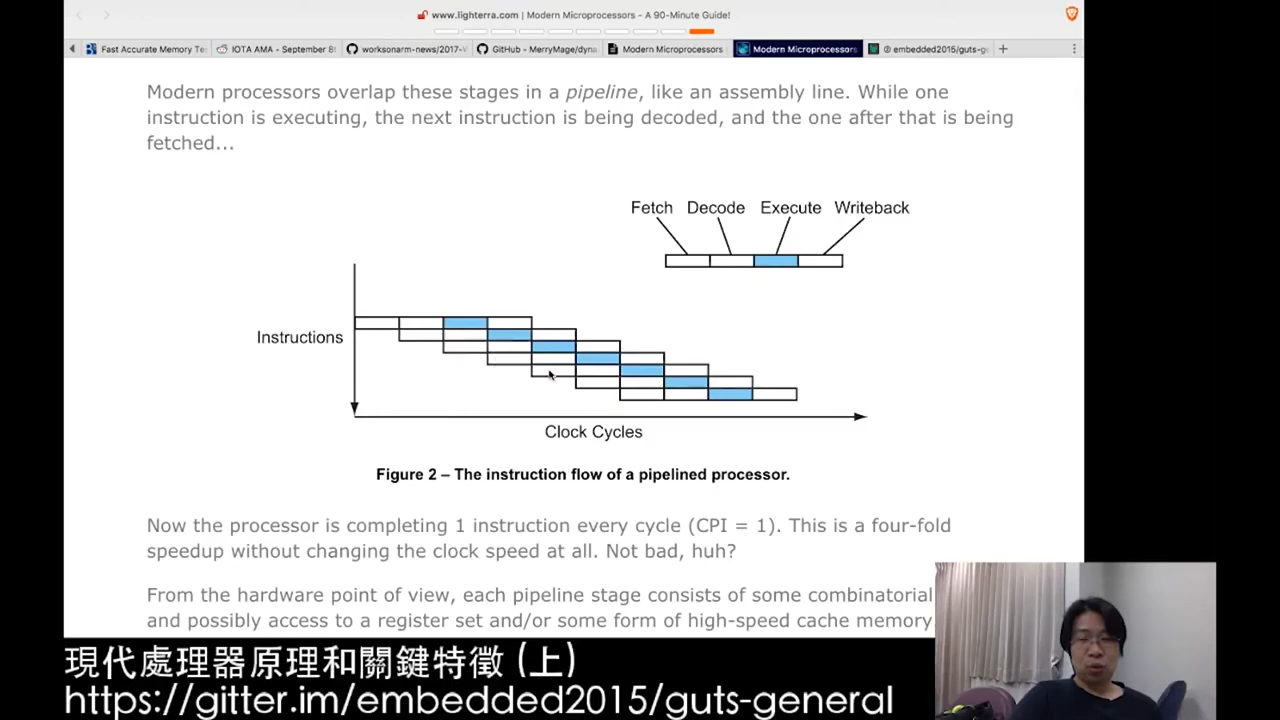 www.lighterra.com | Modern Microprocessors - A 90-Minute Guide!
Fast Accurate Memory Te
IOTA AMA - September 8
worksonarm-news/2017-
GitHub - MerryMage/dyna
Modern Microprocessors
Modern Microprocessors
@ embedded2015/guts-g
Modern processors overlap these stages in a pipeline, like an assembly line. While one
instruction is executing, the next instruction is being decoded, and the one after that is being
fetched...
Fetch Decode Execute Writeback
Instructions
Clock Cycles
Figure 2 – The instruction flow of a pipelined processor.
Now the processor is completing 1 instruction every cycle (CPI = 1). This is a four-fold
speedup without changing the clock speed at all. Not bad, huh?
From the hardware point of view, each pipeline stage consists of some combinatorial
and possibly access to a register set and/or some form of high-speed cache memory
現代處理器原理和關鍵特徵 (上)
https://gitter.im/embedded2015/guts-general